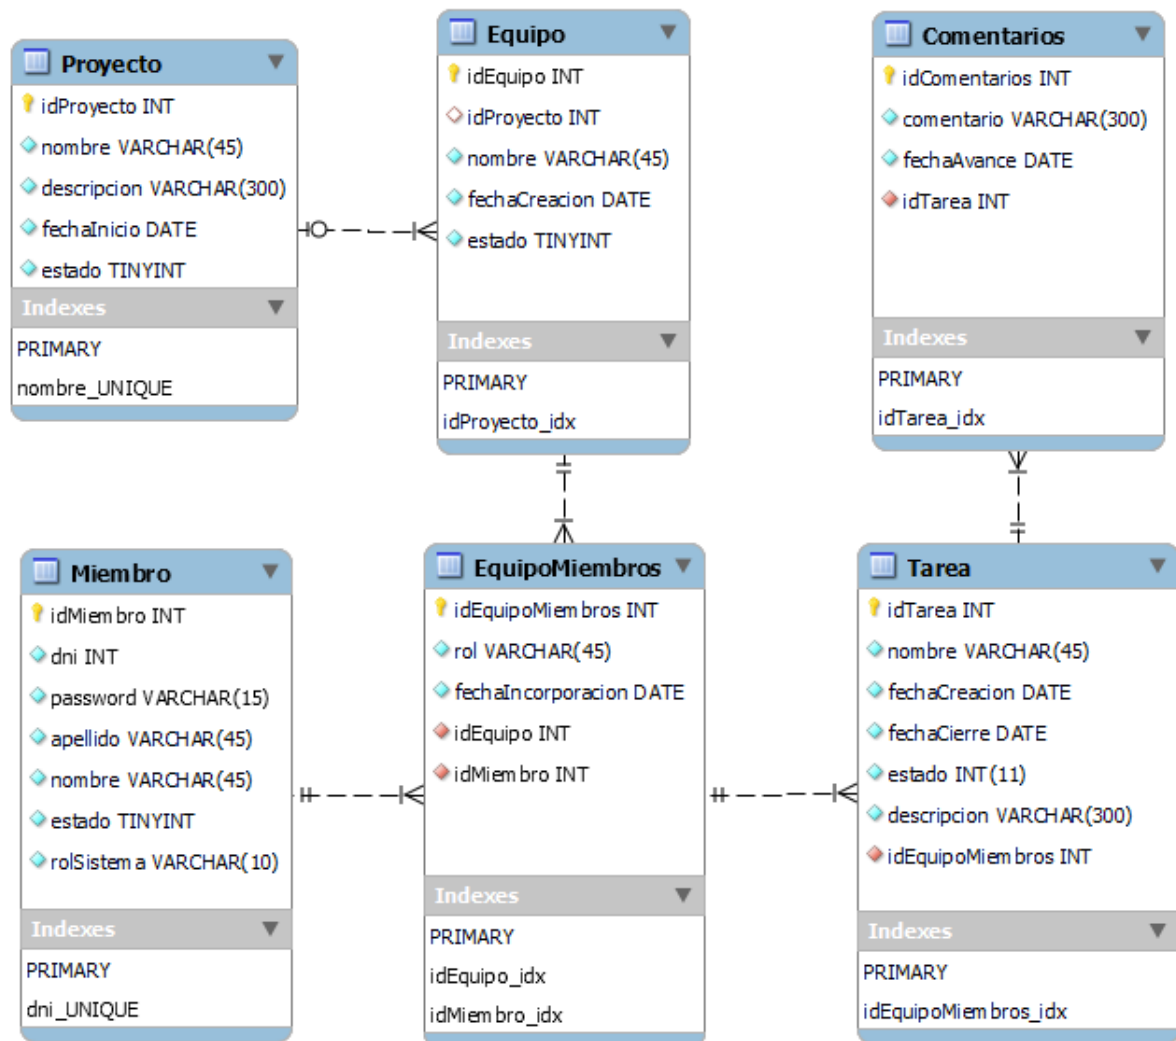 Proyecto
idProyecto INT
nombre VARCHAR(45)
descripcion VARCHAR(300)
fechaInicio DATE
estado TINYINT
Indexes
PRIMARY
nombre_UNIQUE
Equipo
idEquipo INT
idProyecto INT
nombre VARCHAR(45)
fechaCreacion DATE
estado TINYINT
Indexes
PRIMARY
idProyecto_idx
Comentarios
idComentarios INT
comentario VARCHAR(300)
fechaAvance DATE
idTarea INT
Indexes
PRIMARY
idTarea_idx
Miembro
idMiembro INT
dni INT
password VARCHAR(15)
apellido VARCHAR(45)
nombre VARCHAR(45)
estado TINYINT
rolSistema VARCHAR(10)
Indexes
PRIMARY
dni_UNIQUE
EquipoMiembros
idEquipoMiembros INT
rol VARCHAR(45)
fechaIncorporacion DATE
idEquipo INT
idMiembro INT
Indexes
PRIMARY
idEquipo_idx
idMiembro_idx
Tarea
idTarea INT
nombre VARCHAR(45)
fechaCreacion DATE
fechaCierre DATE
estado INT(11)
descripcion VARCHAR(300)
idEquipoMiembros INT
Indexes
PRIMARY
idEquipoMiembros_idx